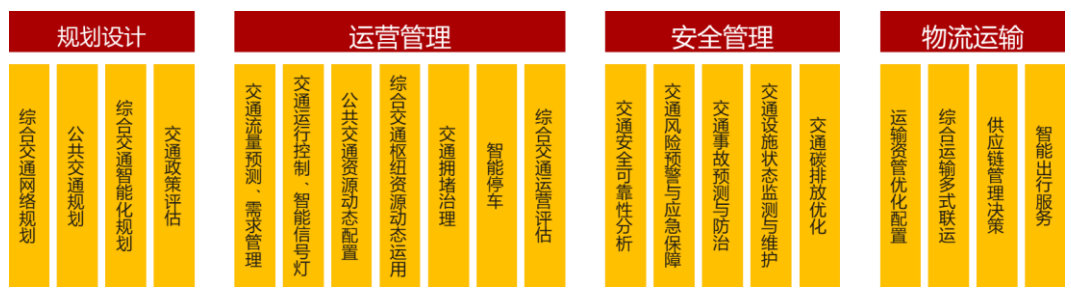 规划设计
综合交通网络规划
公共交通规划
综合交通智能化规划
交通政策评估
运营管理
交通流量预测、需求管理
交通运行控制、智能信号灯
公共交通资源动态配置
综合交通枢纽资源动态运用
交通拥堵治理
智能停车
综合交通运营评估
安全管理
交通安全可靠性分析
交通风险预警与应急保障
交通事故预测与防治
交通设施状态监测与维护
交通碳排放优化
物流运输
运输资管优化配置
综合运输多式联运
供应链管理决策
智能出行服务